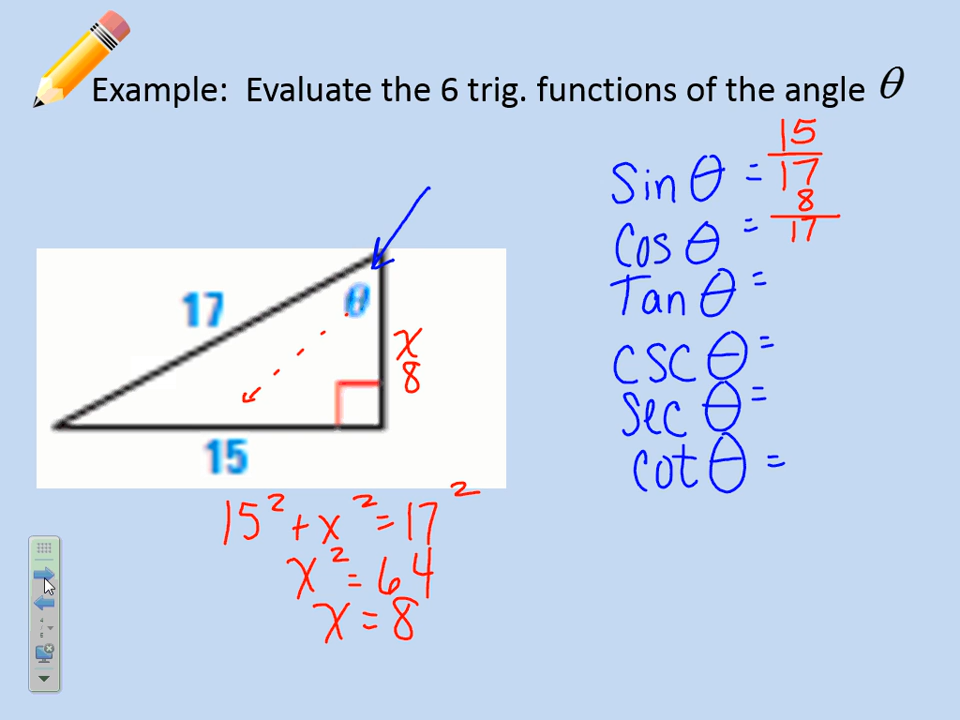 Example: Evaluate the 6 trig. functions of the angle θ
sin θ = 15/17
cos θ = 8/17
Tan θ =
csc θ =
sec θ =
cot θ =
17
θ
x
8
15
15² + x² = 17²
x² = 64
x = 8